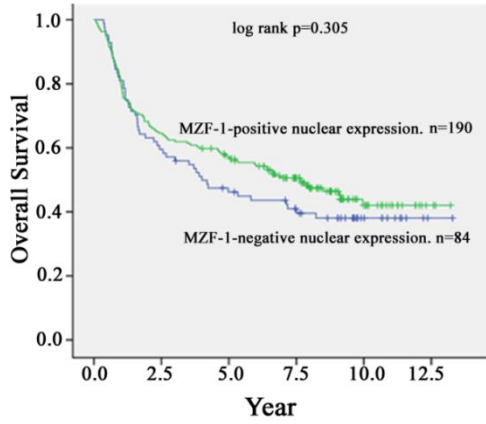 log rank p=0.305
MZF-1-positive nuclear expression. n=190
MZF-1-negative nuclear expression. n=84
Overall Survival
1.0
0.8
0.6
0.4
0.2
0.0
0.0 2.5 5.0 7.5 10.0 12.5
Year